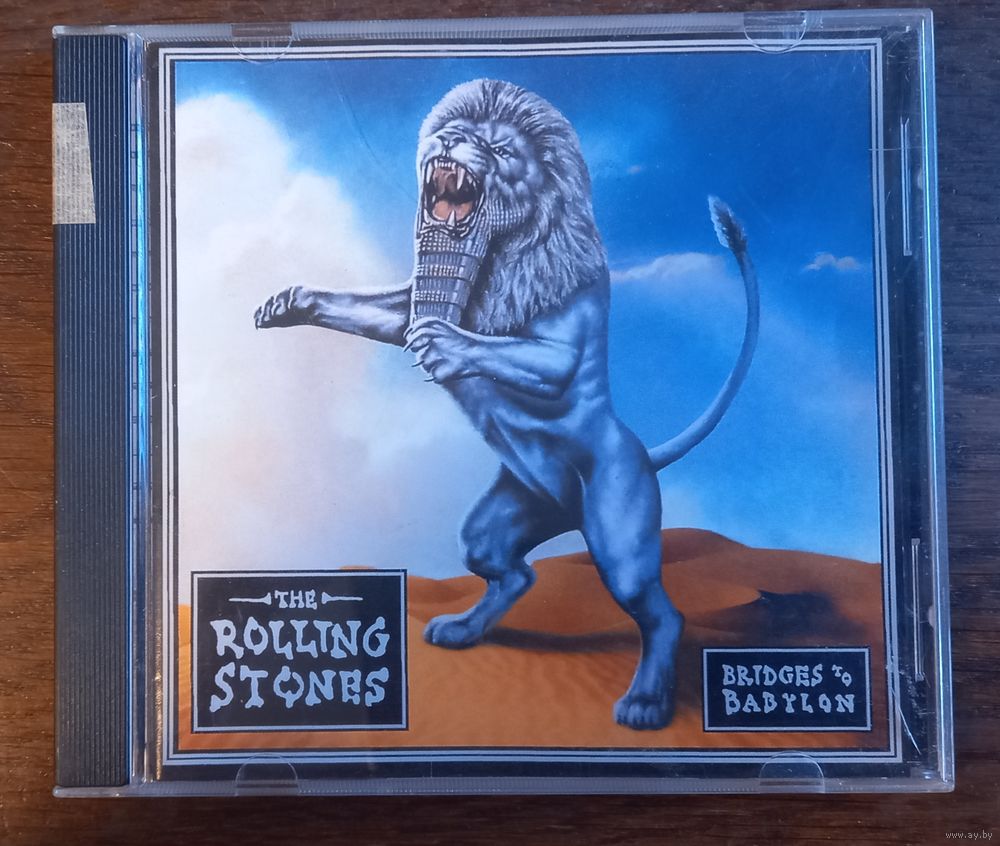 THE
ROLLING
STONES
BRIDGES TO
BABYLON
www.ay.by